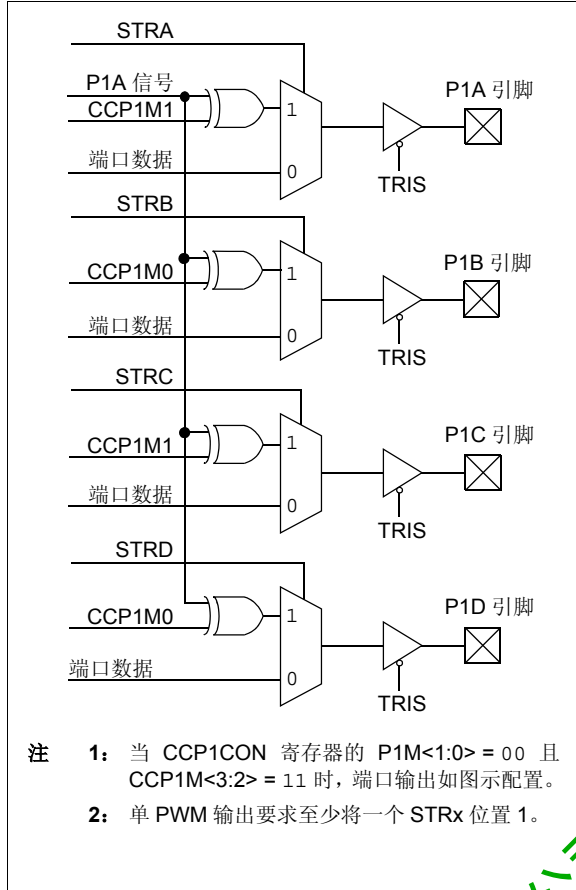 STRA
P1A 信号
CCP1M1
1
P1A 引脚
端口数据
0
TRIS
STRB
CCP1M0
1
P1B 引脚
端口数据
0
TRIS
STRC
CCP1M1
1
P1C 引脚
端口数据
0
TRIS
STRD
CCP1M0
1
P1D 引脚
端口数据
0
TRIS
注 1： 当 CCP1CON 寄存器的 P1M<1:0> = 00 且
CCP1M<3:2> = 11 时，端口输出如图示配置。
2： 单 PWM 输出要求至少将一个 STRx 位置 1。